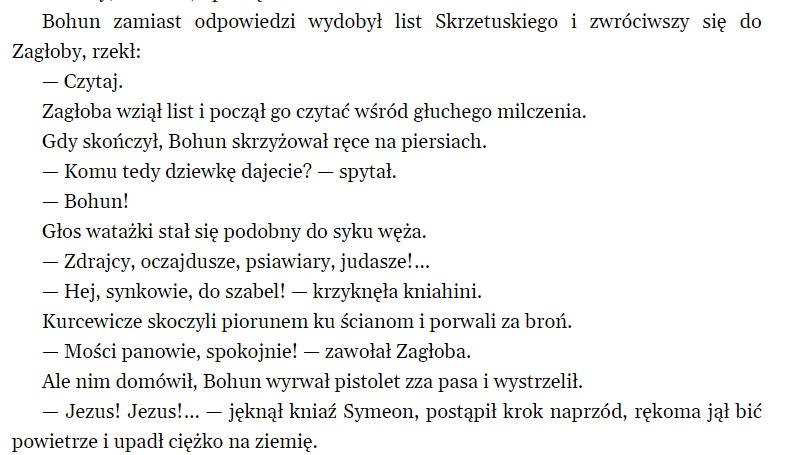 Bohun zamiast odpowiedzi wydobył list Skrzetuskiego i zwróciwszy się do
Zagłoby, rzekł:
— Czytaj.
Zagłoba wziął list i począł go czytać wśród głuchego milczenia.
Gdy skończył, Bohun skrzyżował ręce na piersiach.
— Komu tedy dziewkę dajecie? — spytał.
— Bohun!
Głos watażki stał się podobny do syku węża.
— Zdrajcy, oczajdusze, psiawiary, judasze!...
— Hej, synkowie, do szabel! — krzyknęła kniahini.
Kurcewicze skoczyli piorunem ku ścianom i porwali za broń.
— Mości panowie, spokojnie! — zawołał Zagłoba.
Ale nim domówił, Bohun wyrwał pistolet zza pasa i wystrzelił.
— Jezus! Jezus!... — jęknął kniaź Symeon, postąpił krok naprzód, rękoma jął bić
powietrze i upadł ciężko na ziemię.